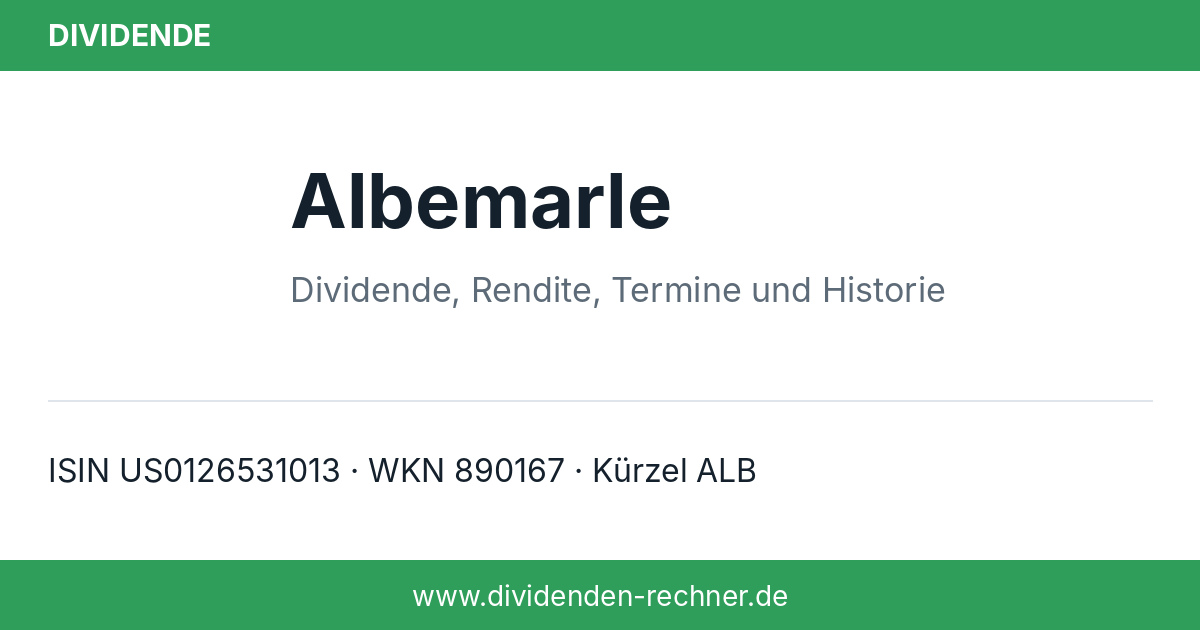 DIVIDENDE
Albemarle
Dividende, Rendite, Termine und Historie
ISIN US0126531013 · WKN 890167 · Kürzel ALB
www.dividenden-rechner.de